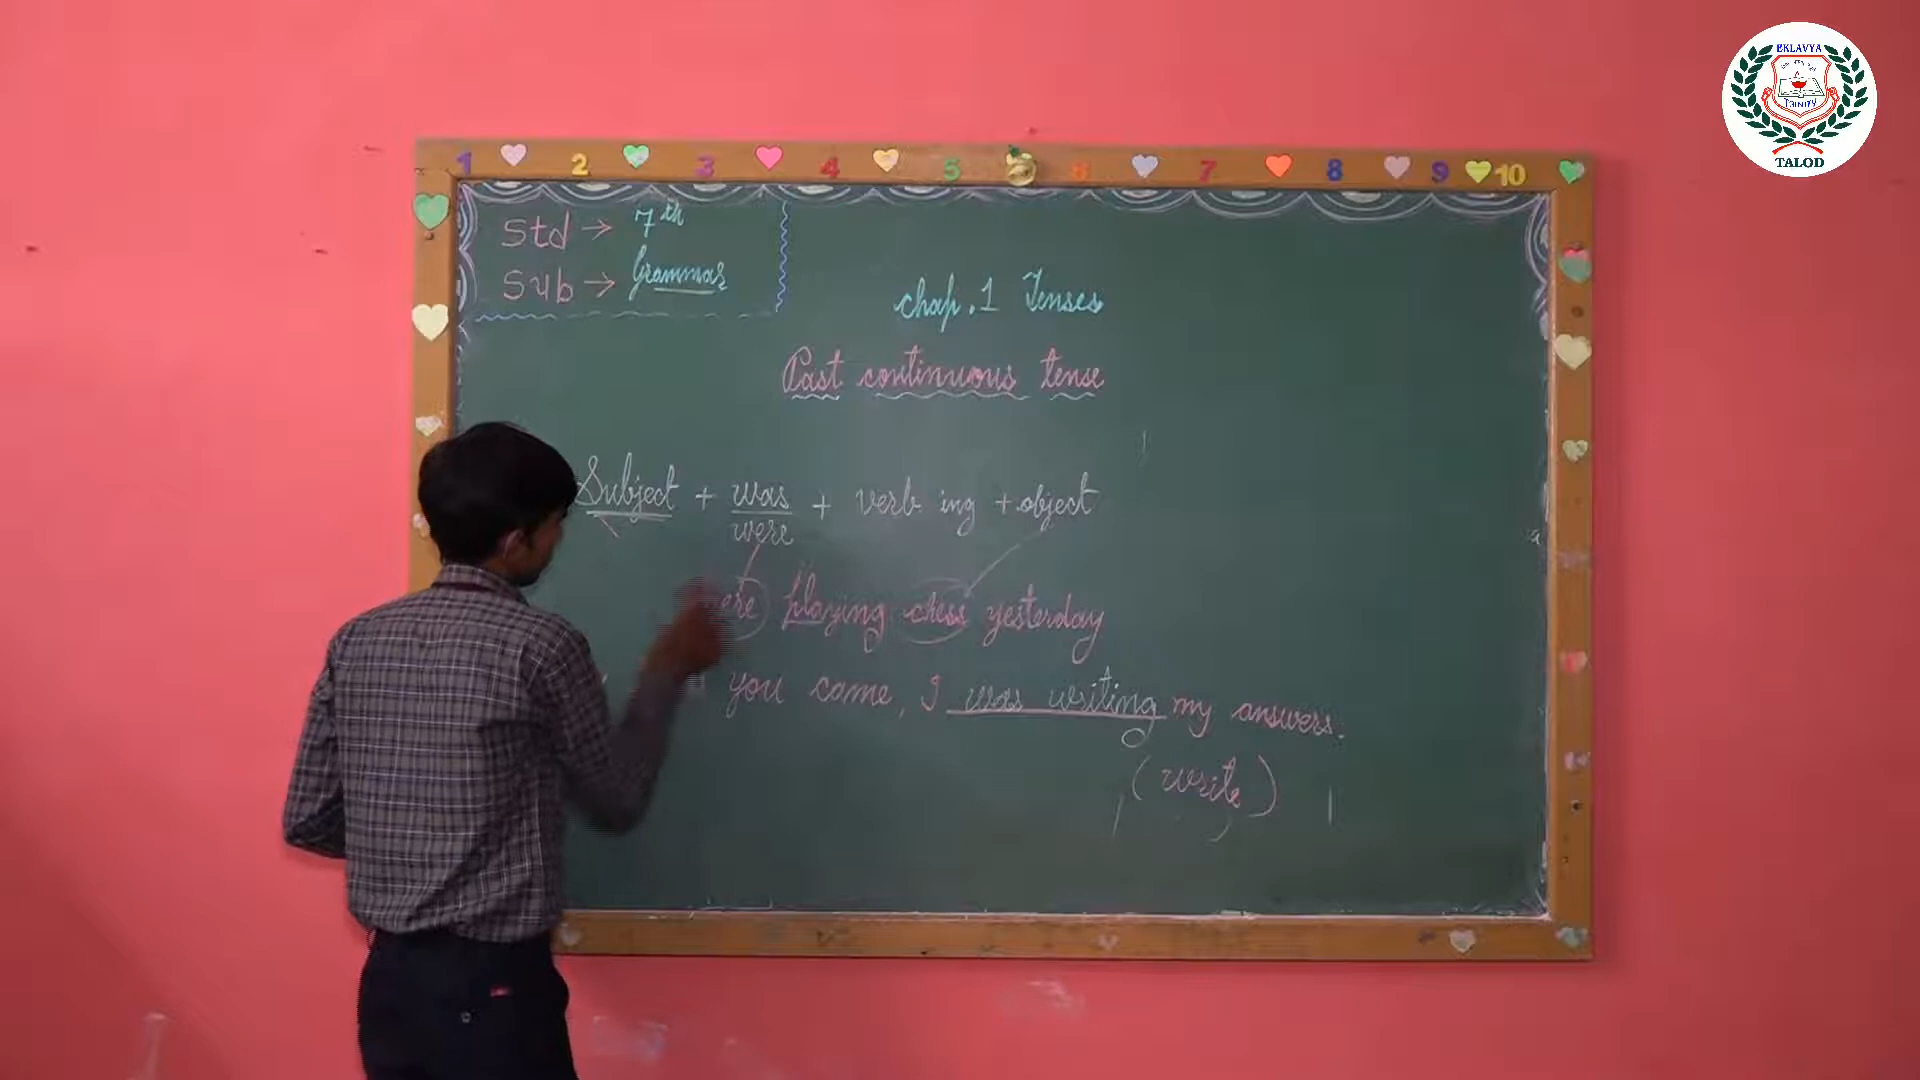 EKLAVYA
Trinity
TALOD
1 2 3 4 5 6 7 8 9 10
Std → 7th
Sub → Grammar
chap. 1 Tenses
Past continuous tense
Subject + was + verb ing + object
were
were playing chess yesterday
you came, I was writing my answers.
(write)